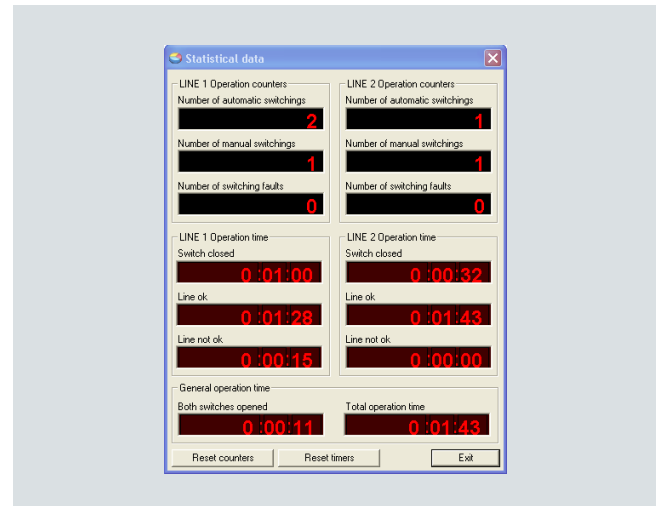 Statistical data
LINE 1 Operation counters
Number of automatic switchings
2
Number of manual switchings
1
Number of switching faults
0
LINE 2 Operation counters
Number of automatic switchings
1
Number of manual switchings
1
Number of switching faults
0
LINE 1 Operation time
Switch closed
0 :01:00
Line ok
0 :01:28
Line not ok
0 :00:15
LINE 2 Operation time
Switch closed
0 :00:32
Line ok
0 :01:43
Line not ok
0 :00:00
General operation time
Both switches opened
0 :00:11
Total operation time
0 :01:43
Reset counters
Reset timers
Exit